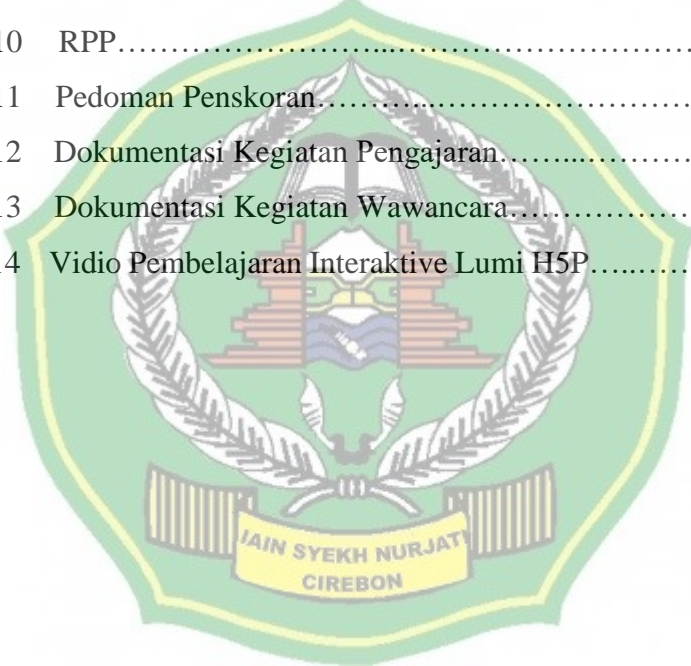 10 RPP……………………...…………………………
11 Pedoman Penskoran………...………………………
12 Dokumentasi Kegiatan Pengajaran……...…………
13 Dokumentasi Kegiatan Wawancara………………
14 Vidio Pembelajaran Interaktive Lumi H5P…..……
IAIN SYEKH NURJATI
CIREBON